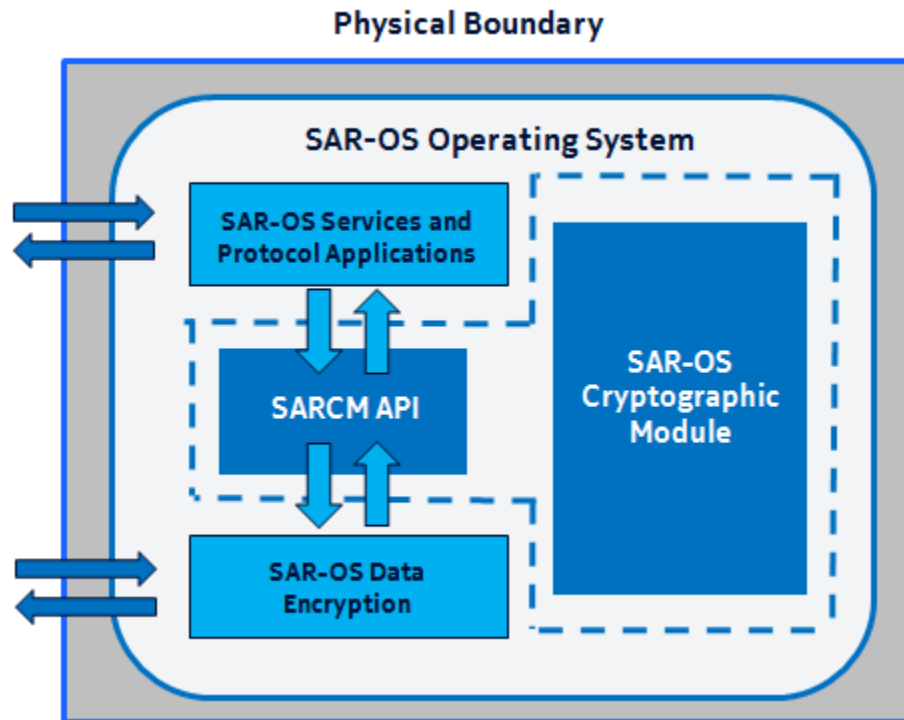 Physical Boundary
SAR-OS Operating System
SAR-OS Services and
Protocol Applications
SARCM API
SAR-OS Data
Encryption
SAR-OS
Cryptographic
Module